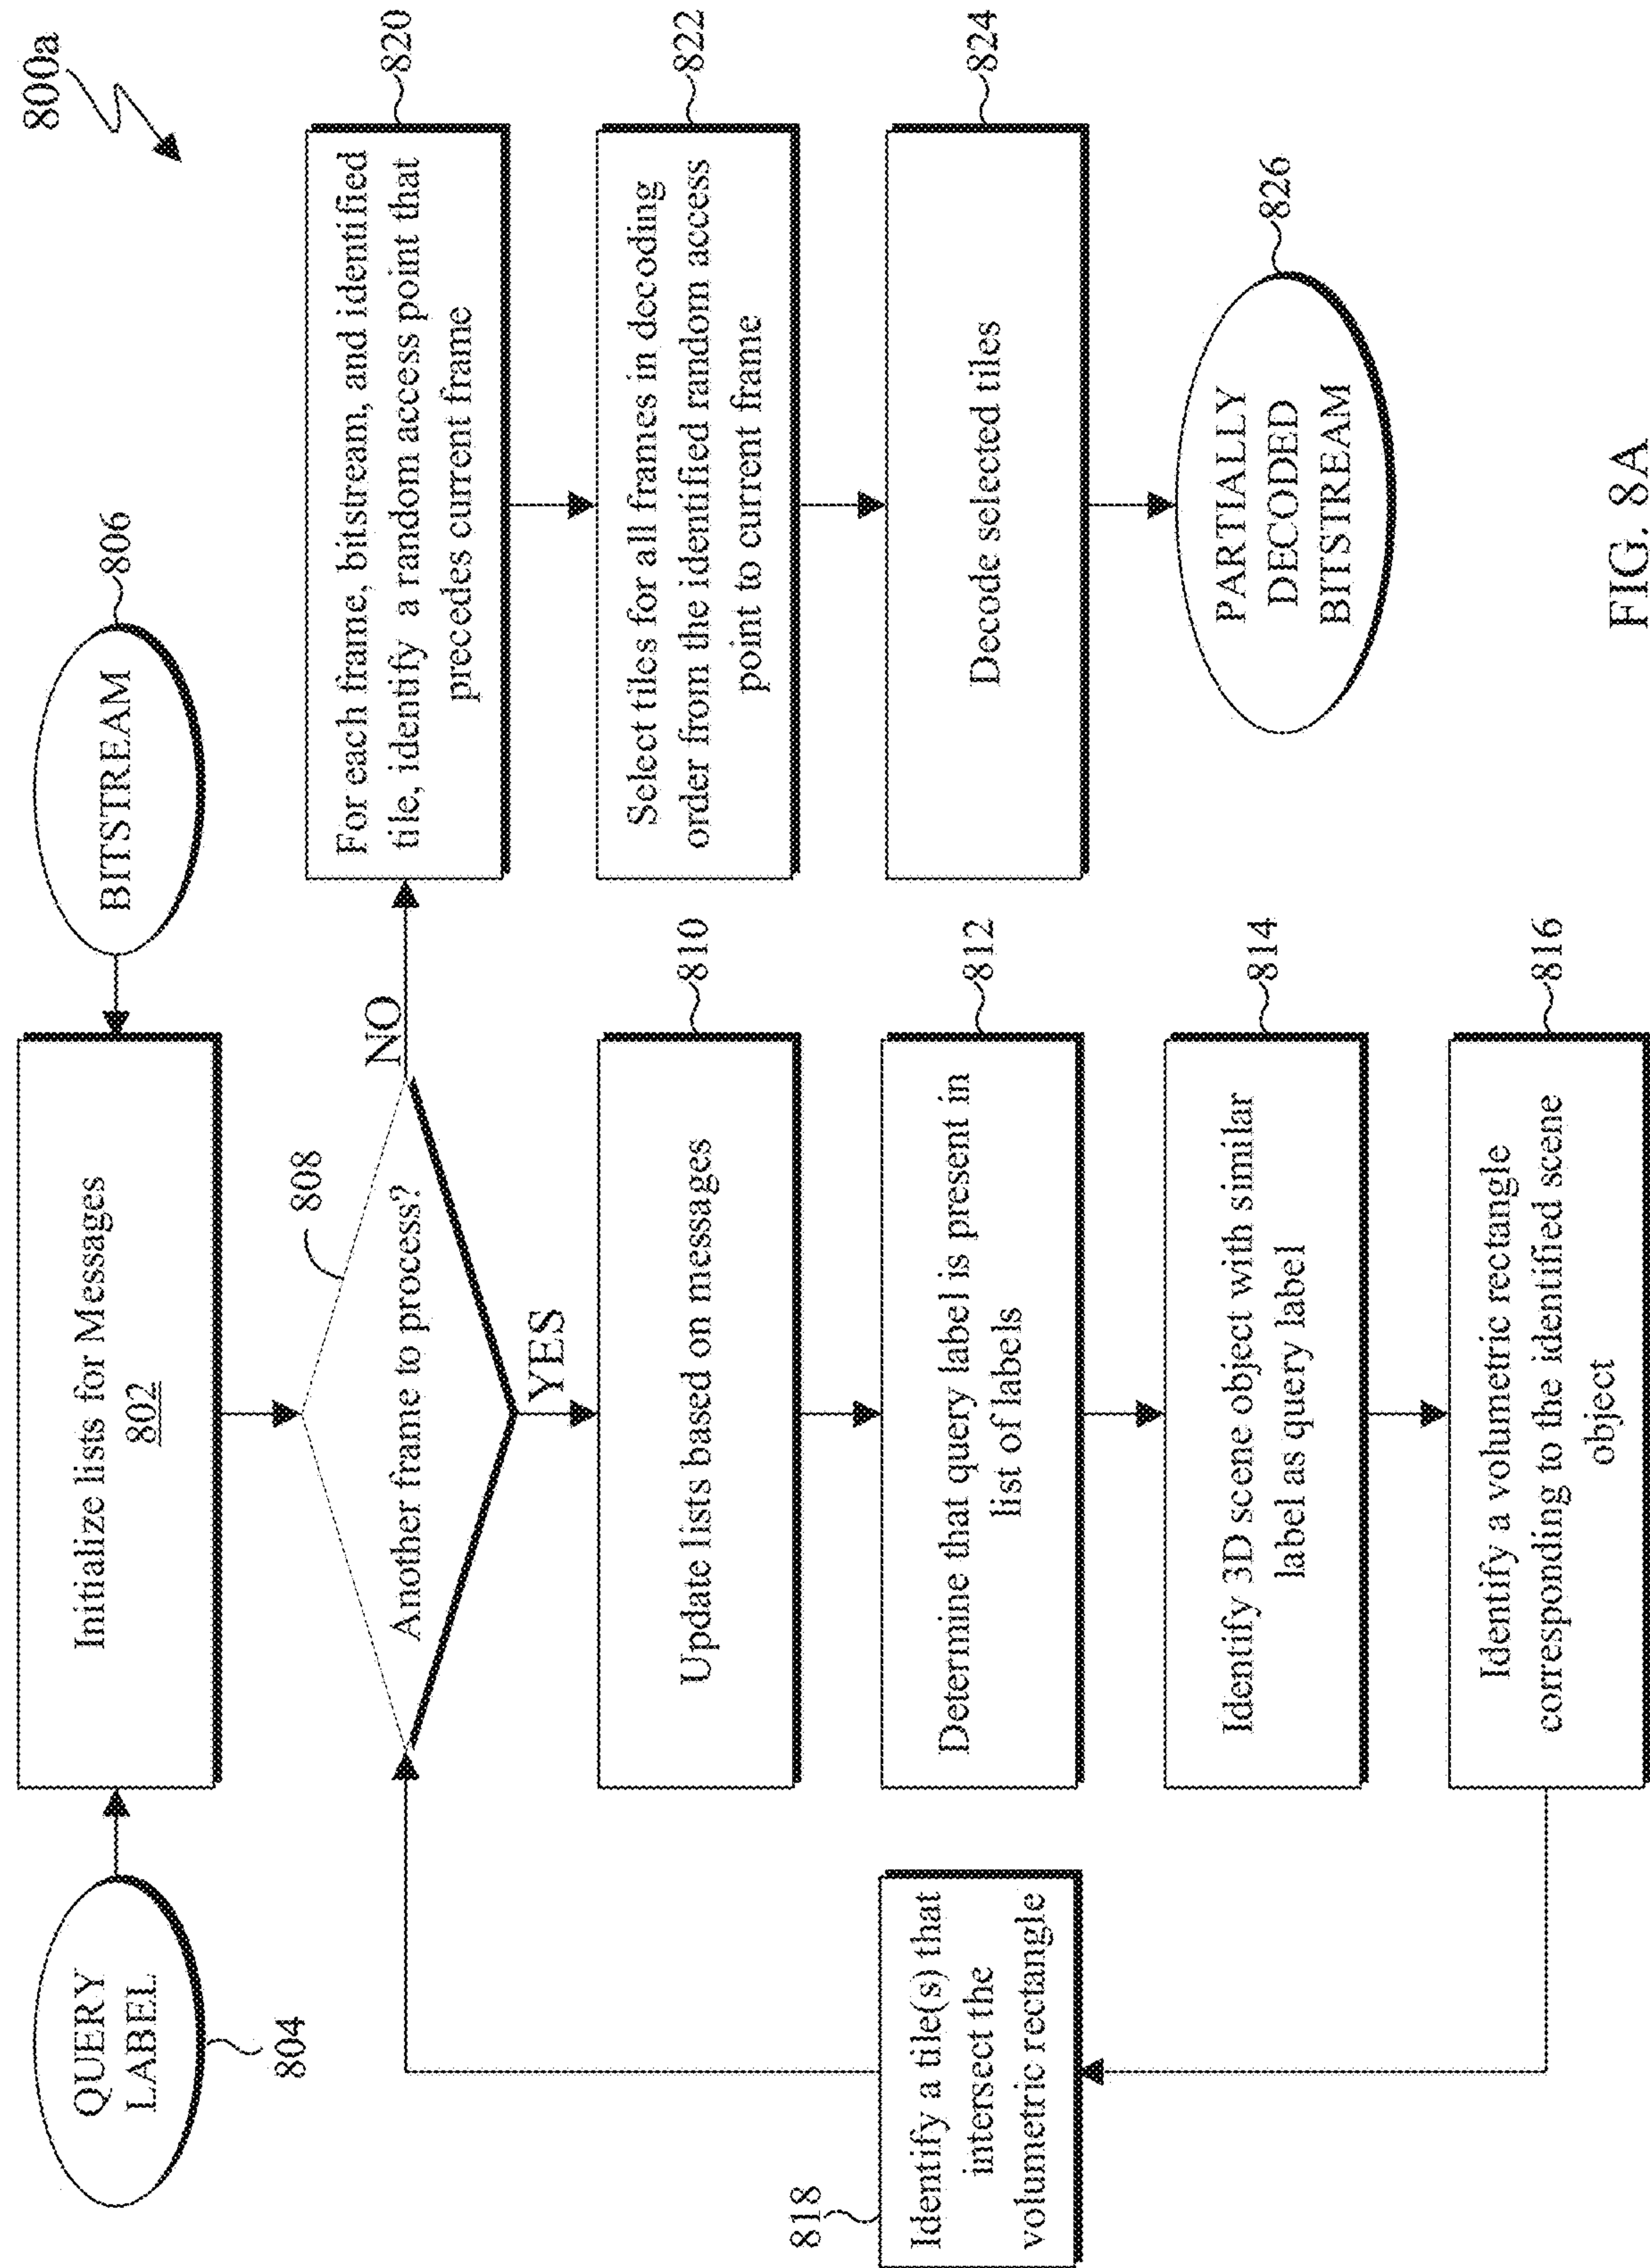 800a
QUERY
LABEL
804
Initialize lists for Messages
802
BITSTREAM
806
808
Another frame to process?
NO
YES
Update lists based on messages
810
Determine that query label is present in
list of labels
812
Identify 3D scene object with similar
label as query label
814
Identify a volumetric rectangle
corresponding to the identified scene
object
816
818
Identify a tile(s) that
intersect the
volumetric rectangle
For each frame, bitstream, and identified
tile, identify a random access point that
precedes current frame
820
Select tiles for all frames in decoding
order from the identified random access
point to current frame
822
Decode selected tiles
824
PARTIALLY
DECODED
BITSTREAM
826
FIG. 8A